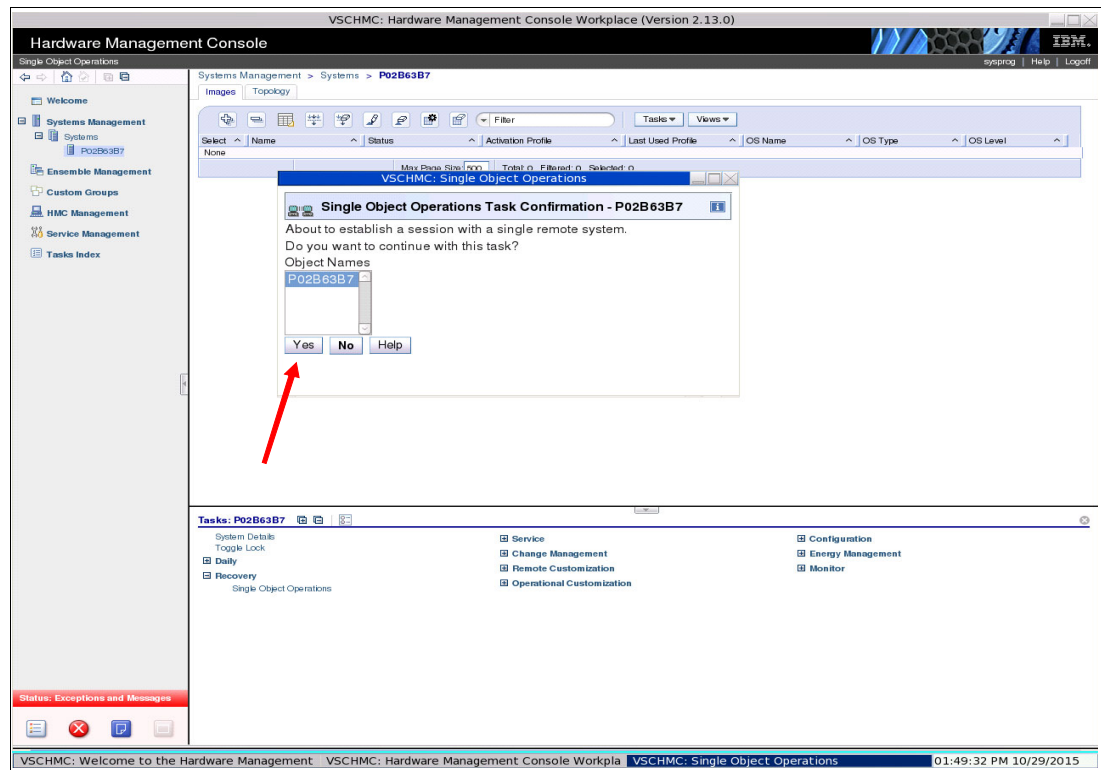 VSCHMC: Hardware Management Console Workplace (Version 2.13.0)
Hardware Management Console
IBM.
Single Object Operations
sysprog | Help | Logoff
Systems Management > Systems > P02B63B7
Images Topology
Welcome
Systems Management
Systems
P02B63B7
Ensemble Management
Custom Groups
HMC Management
Service Management
Tasks Index
Filter
Tasks Views
Select ^ Name ^ Status ^ Activation Profile ^ Last Used Profile ^ OS Name ^ OS Type ^ OS Level ^
None
Max Page Size: 500 Total: 0 Filtered: 0 Selected: 0
VSCHMC: Single Object Operations
Single Object Operations Task Confirmation - P02B63B7
About to establish a session with a single remote system.
Do you want to continue with this task?
Object Names
P02B63B7
Yes No Help
Tasks: P02B63B7
System Details
Toggle Lock
Daily
Recovery
Single Object Operations
Service
Change Management
Remote Customization
Operational Customization
Configuration
Energy Management
Monitor
Status: Exceptions and Messages
VSCHMC: Welcome to the Hardware Management VSCHMC: Hardware Management Console Workpla VSCHMC: Single Object Operations 01:49:32 PM 10/29/2015